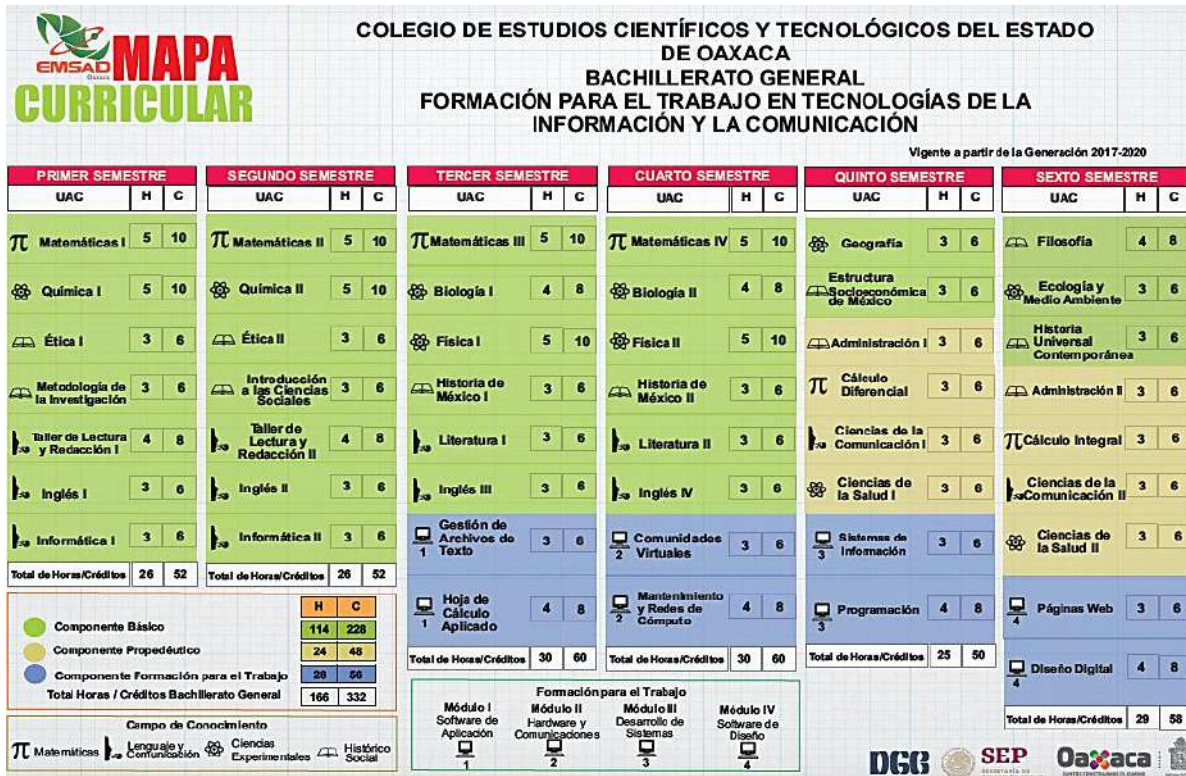 EMSAD
Oaxaca
MAPA
CURRICULAR
COLEGIO DE ESTUDIOS CIENTÍFICOS Y TECNOLÓGICOS DEL ESTADO
DE OAXACA
BACHILLERATO GENERAL
FORMACIÓN PARA EL TRABAJO EN TECNOLOGÍAS DE LA
INFORMACIÓN Y LA COMUNICACIÓN
Vigente a partir de la Generación 2017-2020
PRIMER SEMESTRE
UAC H C
π Matemáticas I 5 10
Química I 5 10
Ética I 3 6
Metodología de
la Investigación 3 6
Taller de Lectura
y Redacción I 4 8
Inglés I 3 6
Informática I 3 6
Total de Horas/Créditos 26 52
SEGUNDO SEMESTRE
UAC H C
π Matemáticas II 5 10
Química II 5 10
Ética II 3 6
Introducción
a las Ciencias
Sociales 3 6
Taller de
Lectura y
Redacción II 4 8
Inglés II 3 6
Informática II 3 6
Total de Horas/Créditos 26 52
TERCER SEMESTRE
UAC H C
π Matemáticas III 5 10
Biología I 4 8
Física I 5 10
Historia de
México I 3 6
Literatura I 3 6
Inglés III 3 6
Gestión de
Archivos de
Texto 3 6
1
Hoja de
Cálculo
Aplicado 4 8
1
Total de Horas/Créditos 30 60
CUARTO SEMESTRE
UAC H C
π Matemáticas IV 5 10
Biología II 4 8
Física II 5 10
Historia de
México II 3 6
Literatura II 3 6
Inglés IV 3 6
Comunidades
Virtuales 3 6
2
Mantenimiento
y Redes de
Cómputo 4 8
2
Total de Horas/Créditos 30 60
QUINTO SEMESTRE
UAC H C
Geografía 3 6
Estructura
Socioeconómica
de México 3 6
Administración I 3 6
π Cálculo
Diferencial 3 6
Ciencias de la
Comunicación I 3 6
Ciencias de
la Salud I 3 6
Sistemas de
Información 3 6
3
Programación 4 8
3
Total de Horas/Créditos 25 50
SEXTO SEMESTRE
UAC H C
Filosofía 4 8
Ecología y
Medio Ambiente 3 6
Historia
Universal
Contemporánea 3 6
Administración II 3 6
π Cálculo Integral 3 6
Ciencias de la
Comunicación II 3 6
Ciencias de
la Salud II 3 6
Páginas Web 3 6
4
Diseño Digital 4 8
4
Total de Horas/Créditos 29 58
H C
Componente Básico 114 228
Componente Propedéutico 24 48
Componente Formación para el Trabajo 28 56
Total Horas / Créditos Bachillerato General 166 332
Campo de Conocimiento
π Matemáticas
Lenguaje y
Comunicación
Ciencias
Experimentales
Histórico
Social
Formación para el Trabajo
Módulo I
Software de
Aplicación
1
Módulo II
Hardware y
Comunicaciones
2
Módulo III
Desarrollo de
Sistemas
3
Módulo IV
Software de
Diseño
4
DGB
SEP
SECRETARÍA DE
Oaxaca